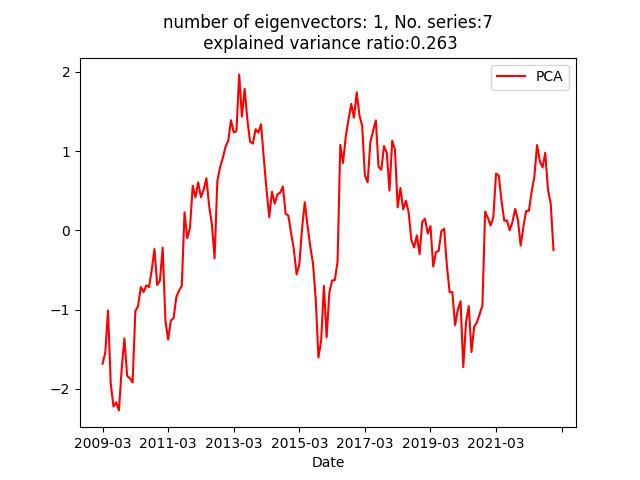 number of eigenvectors: 1, No. series:7
explained variance ratio:0.263
PCA
2
1
0
−1
−2
2009-03 2011-03 2013-03 2015-03 2017-03 2019-03 2021-03
Date